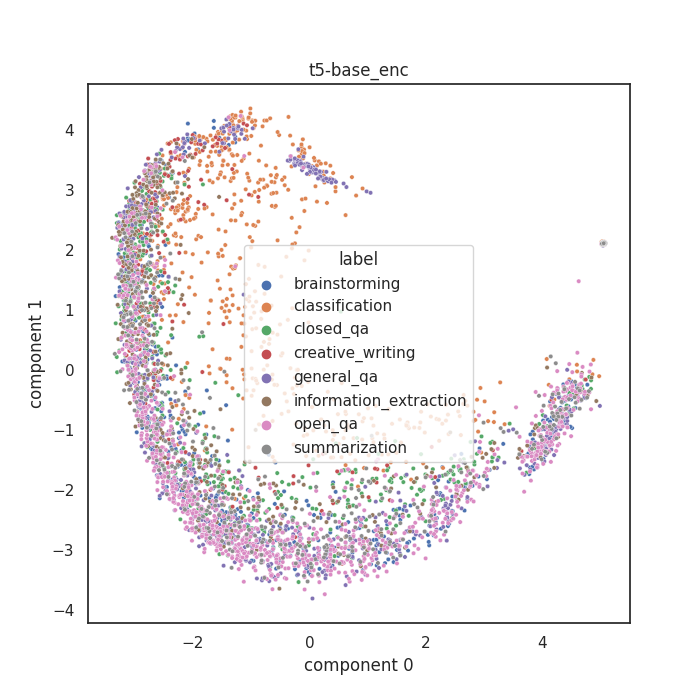 t5-base_enc
component 1
4
3
2
1
0
−1
−2
−3
−4
label
brainstorming
classification
closed_qa
creative_writing
general_qa
information_extraction
open_qa
summarization
−2
0
2
4
component 0